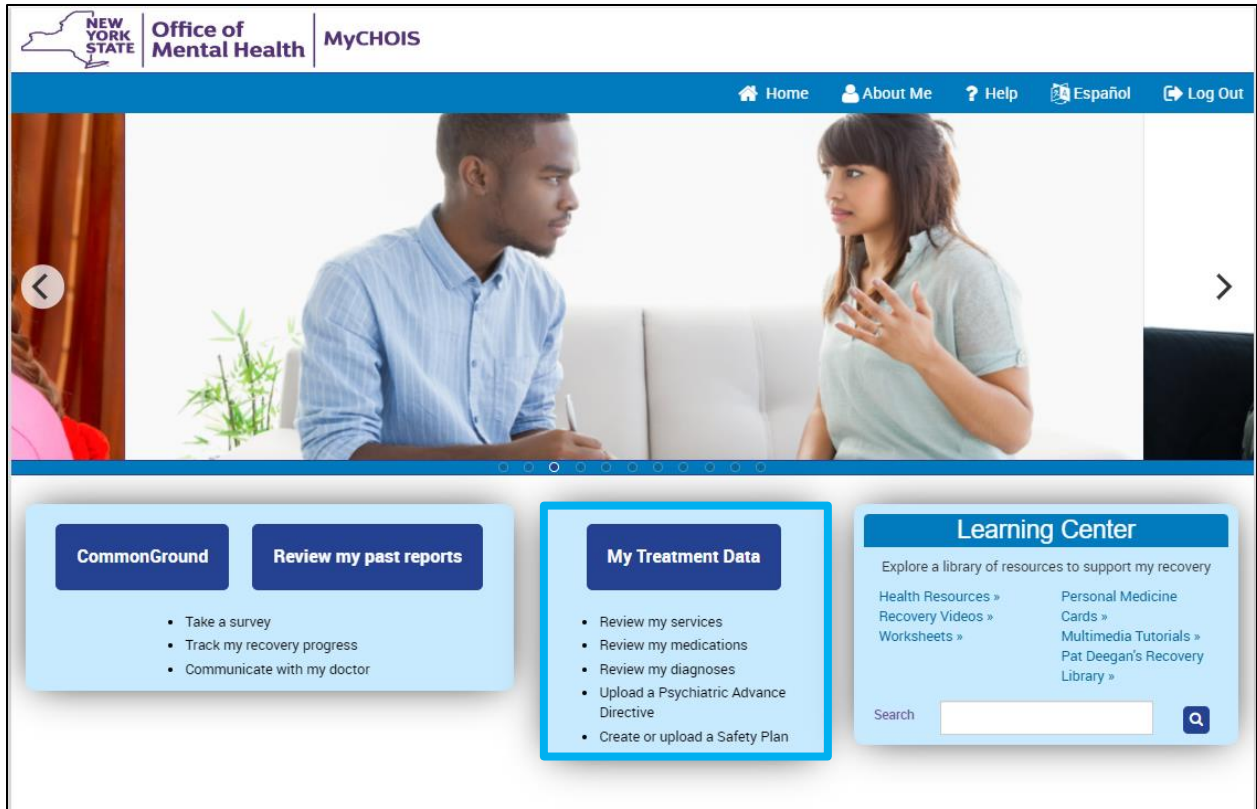 NEW
YORK
STATE
Office of
Mental Health
MyCHOIS
Home
About Me
? Help
Español
Log Out
CommonGround
Review my past reports
• Take a survey
• Track my recovery progress
• Communicate with my doctor
My Treatment Data
• Review my services
• Review my medications
• Review my diagnoses
• Upload a Psychiatric Advance
Directive
• Create or upload a Safety Plan
Learning Center
Explore a library of resources to support my recovery
Health Resources »
Recovery Videos »
Worksheets »
Personal Medicine
Cards »
Multimedia Tutorials »
Pat Deegan's Recovery
Library »
Search